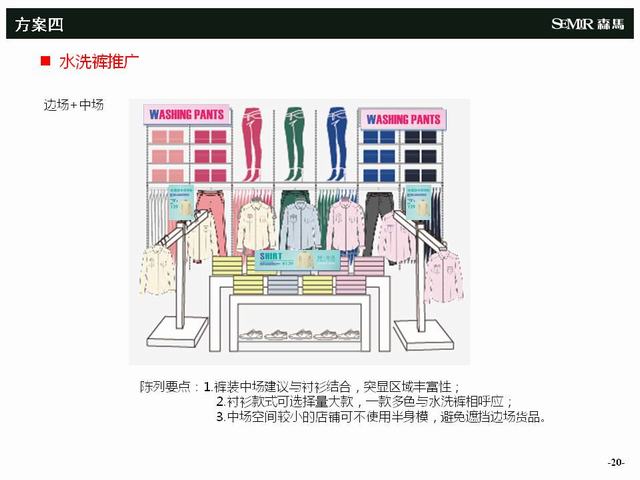 方案四
SEMIR 森馬
水洗裤推广
边场+中场
WASHING PANTS
WASHING PANTS
SHIRT
陈列要点：1.裤装中场建议与衬衫结合，突显区域丰富性；
2.衬衫款式可选择量大款，一款多色与水洗裤相呼应；
3.中场空间较小的店铺可不使用半身模，避免遮挡边场货品。
-20-